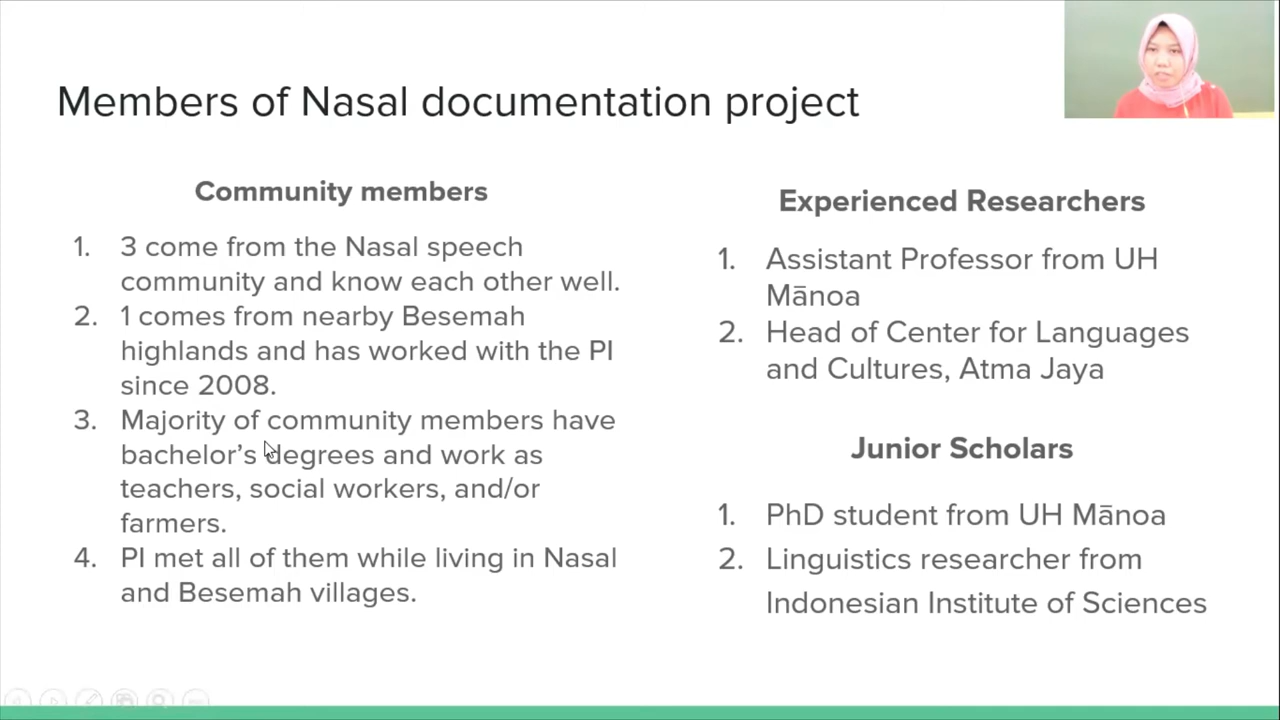 Members of Nasal documentation project
Community members
1. 3 come from the Nasal speech
community and know each other well.
2. 1 comes from nearby Besemah
highlands and has worked with the PI
since 2008.
3. Majority of community members have
bachelor’s degrees and work as
teachers, social workers, and/or
farmers.
4. PI met all of them while living in Nasal
and Besemah villages.
Experienced Researchers
1. Assistant Professor from UH
Mānoa
2. Head of Center for Languages
and Cultures, Atma Jaya
Junior Scholars
1. PhD student from UH Mānoa
2. Linguistics researcher from
Indonesian Institute of Sciences